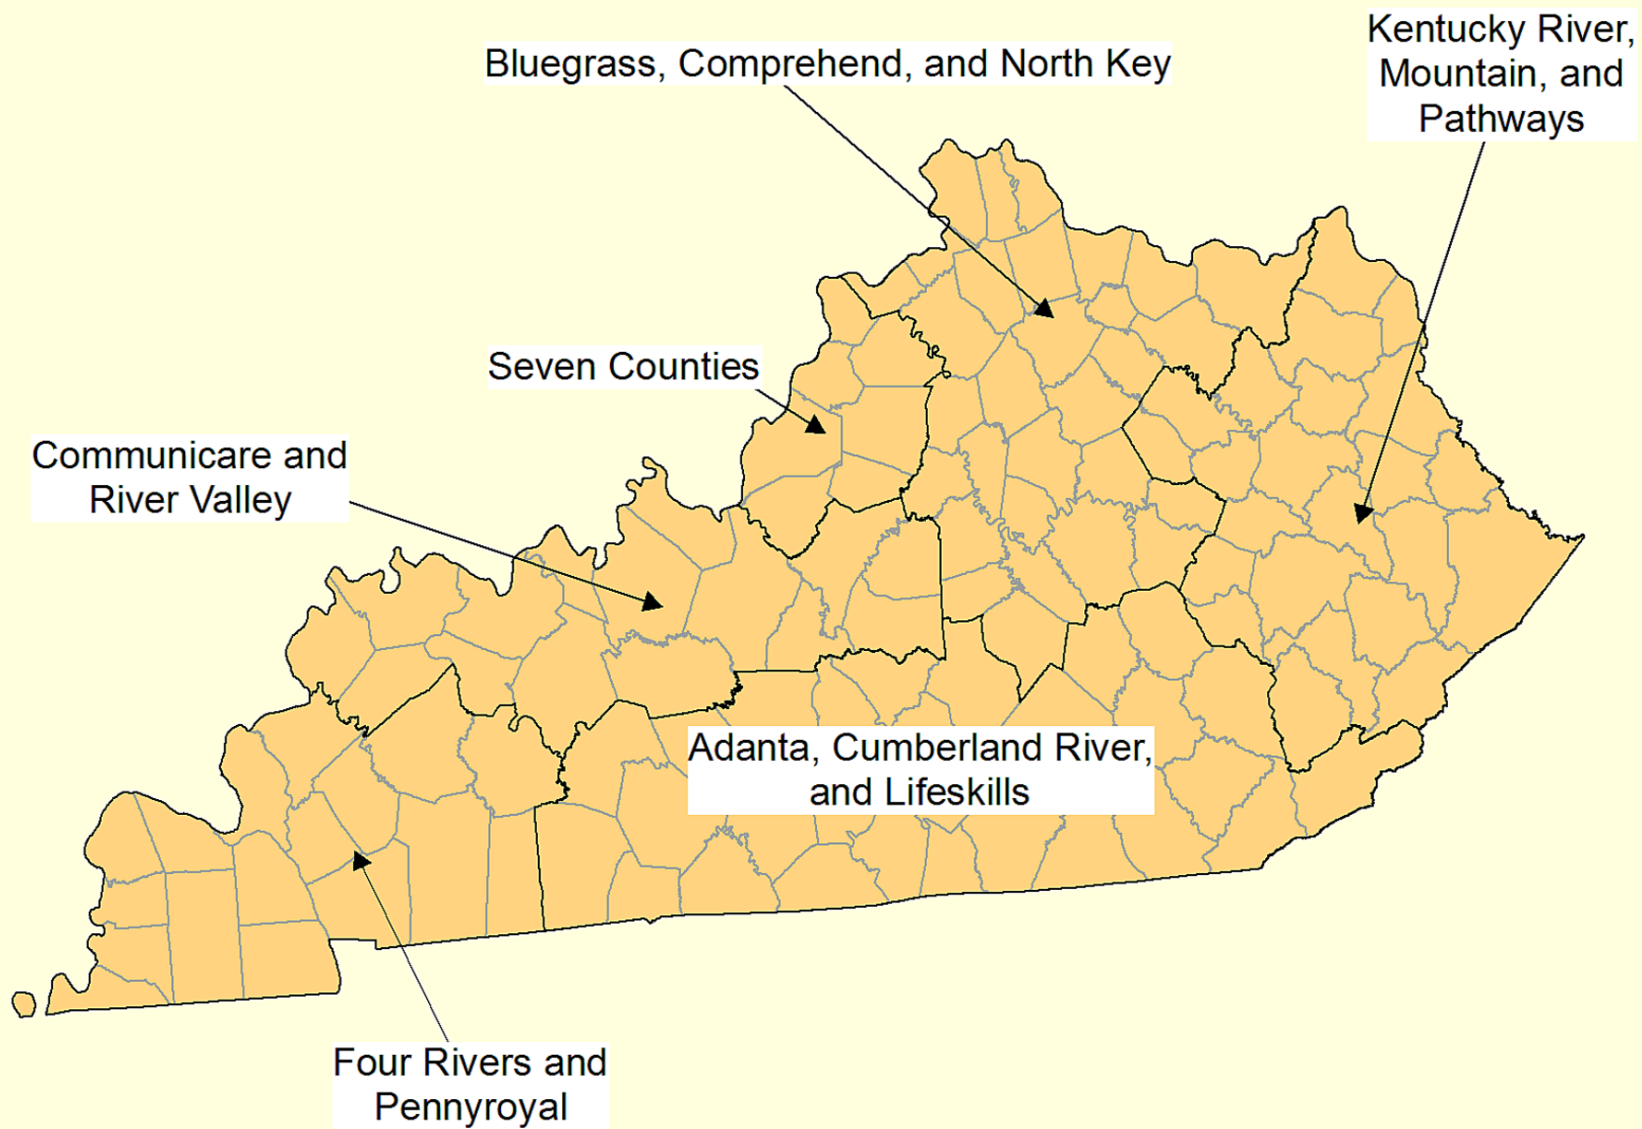 Kentucky River,
Mountain, and
Pathways
Bluegrass, Comprehend, and North Key
Seven Counties
Communicare and
River Valley
Adanta, Cumberland River,
and Lifeskills
Four Rivers and
Pennyroyal